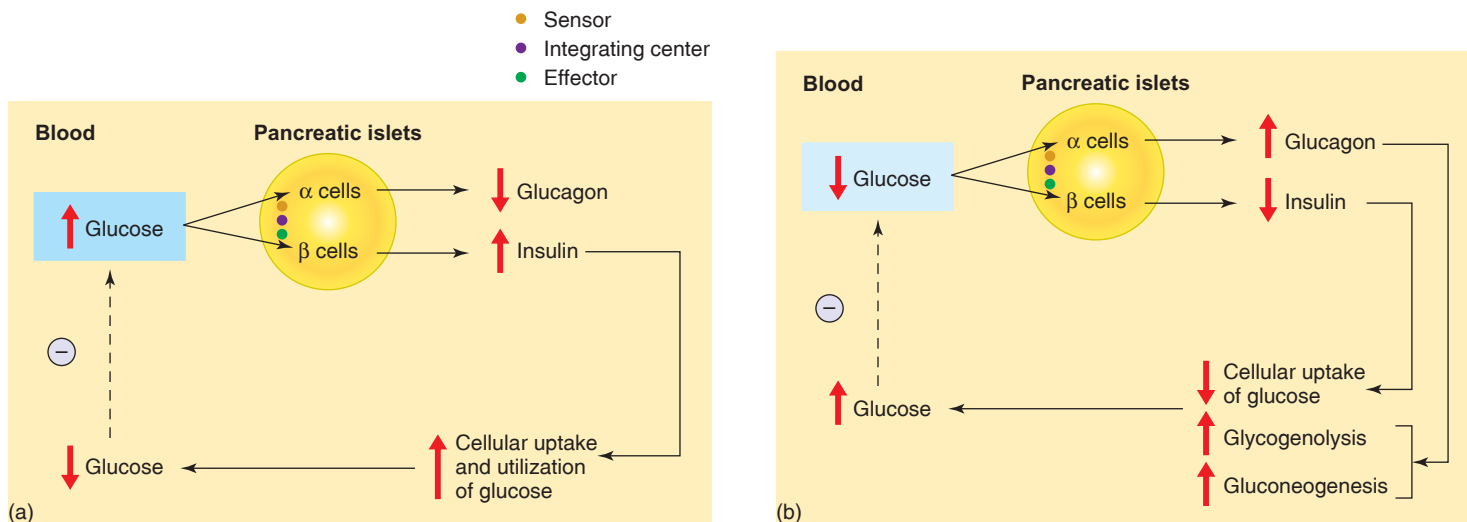 Sensor
Integrating center
Effector
Blood
Pancreatic islets
Glucose
α cells
β cells
Glucagon
Insulin
−
Glucose
Cellular uptake
and utilization
of glucose
(a)
Blood
Pancreatic islets
Glucose
α cells
β cells
Glucagon
Insulin
−
Glucose
Cellular uptake
of glucose
Glycogenolysis
Gluconeogenesis
(b)